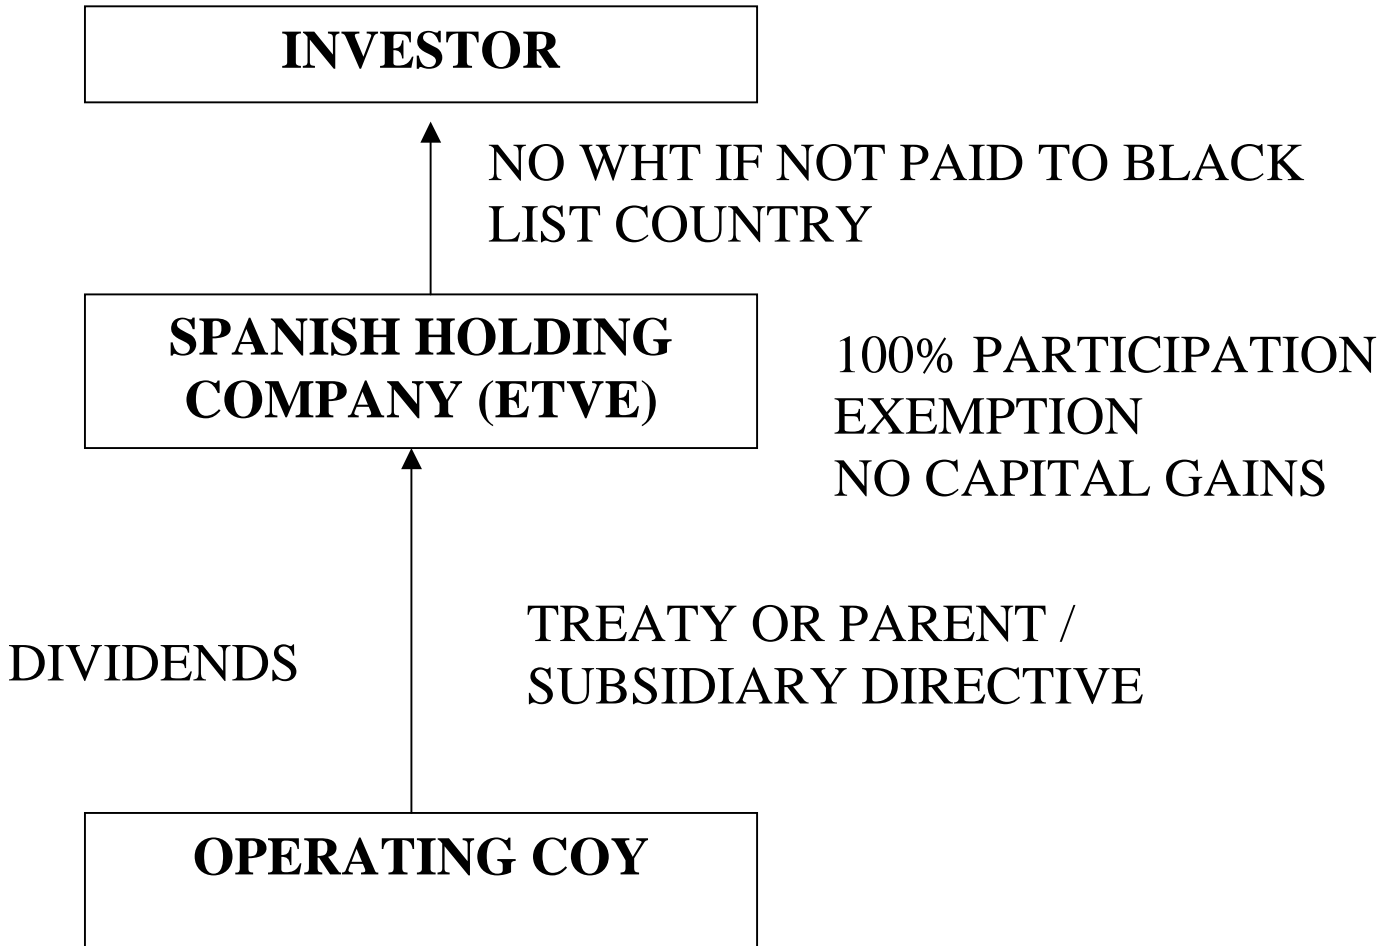 INVESTOR
NO WHT IF NOT PAID TO BLACK
LIST COUNTRY
SPANISH HOLDING
COMPANY (ETVE)
100% PARTICIPATION
EXEMPTION
NO CAPITAL GAINS
DIVIDENDS
TREATY OR PARENT /
SUBSIDIARY DIRECTIVE
OPERATING COY